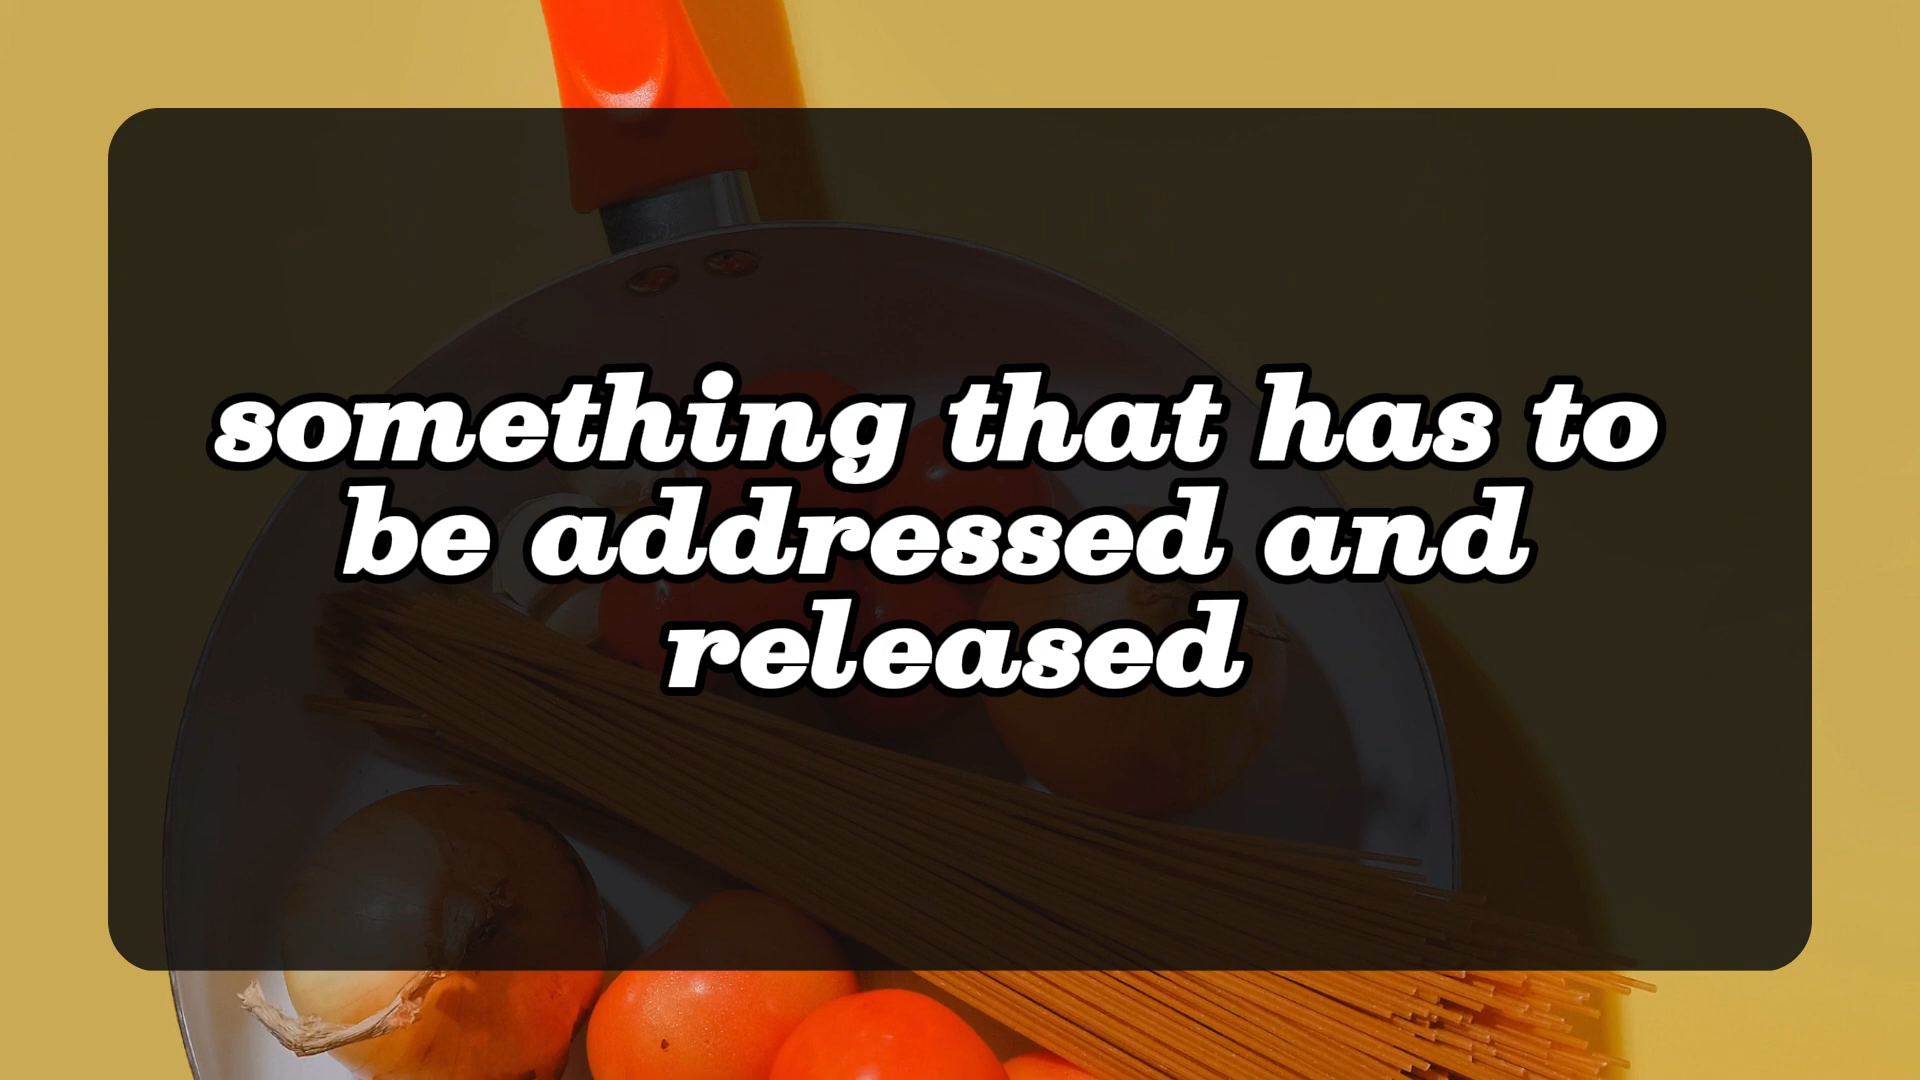 something that has to
be addressed and
released